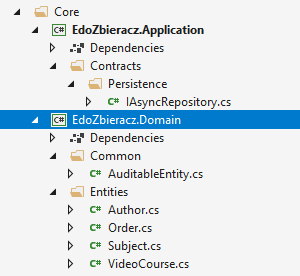 Core
C# EdoZbieracz.Application
Dependencies
Contracts
Persistence
C# IAsyncRepository.cs
C# EdoZbieracz.Domain
Dependencies
Common
C# AuditableEntity.cs
Entities
C# Author.cs
C# Order.cs
C# Subject.cs
C# VideoCourse.cs